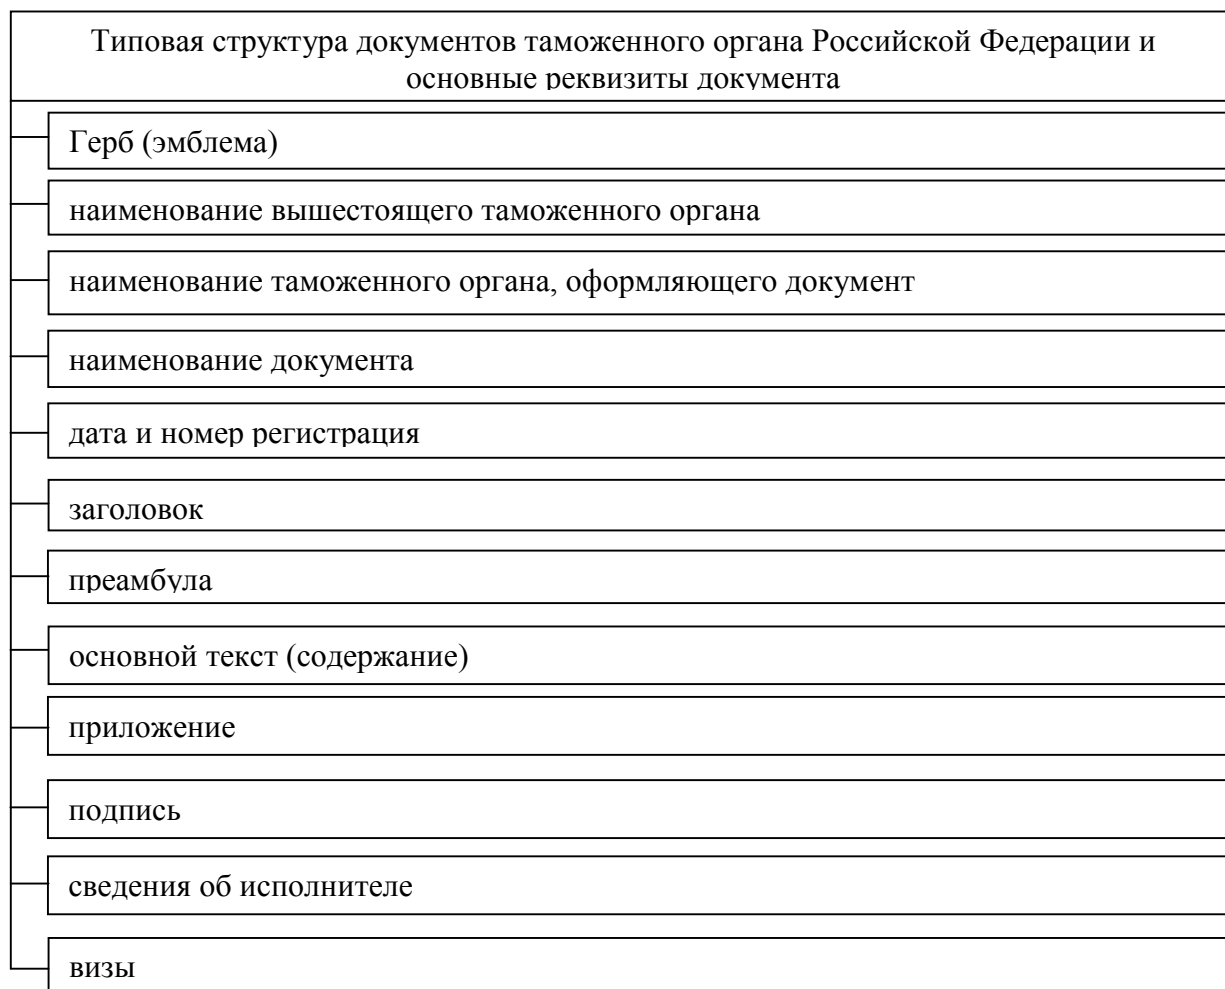 Типовая структура документов таможенного органа Российской Федерации и
основные реквизиты документа
Герб (эмблема)
наименование вышестоящего таможенного органа
наименование таможенного органа, оформляющего документ
наименование документа
дата и номер регистрация
заголовок
преамбула
основной текст (содержание)
приложение
подпись
сведения об исполнителе
визы